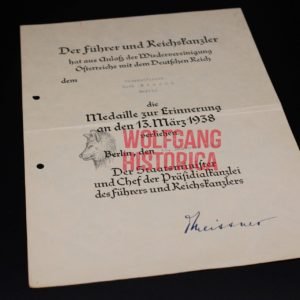 Der Führer und Reichskanzler
hat aus Anlaß der Wiedervereinigung
Österreichs mit dem Deutschen Reich
dem
die
Medaille zur Erinnerung
an den 13. März 1938
verliehen.
WOLFGANG
HISTORICA
Berlin, den
Der Staatsminister
und Chef der Präsidialkanzlei
des Führers und Reichskanzlers
Meissner